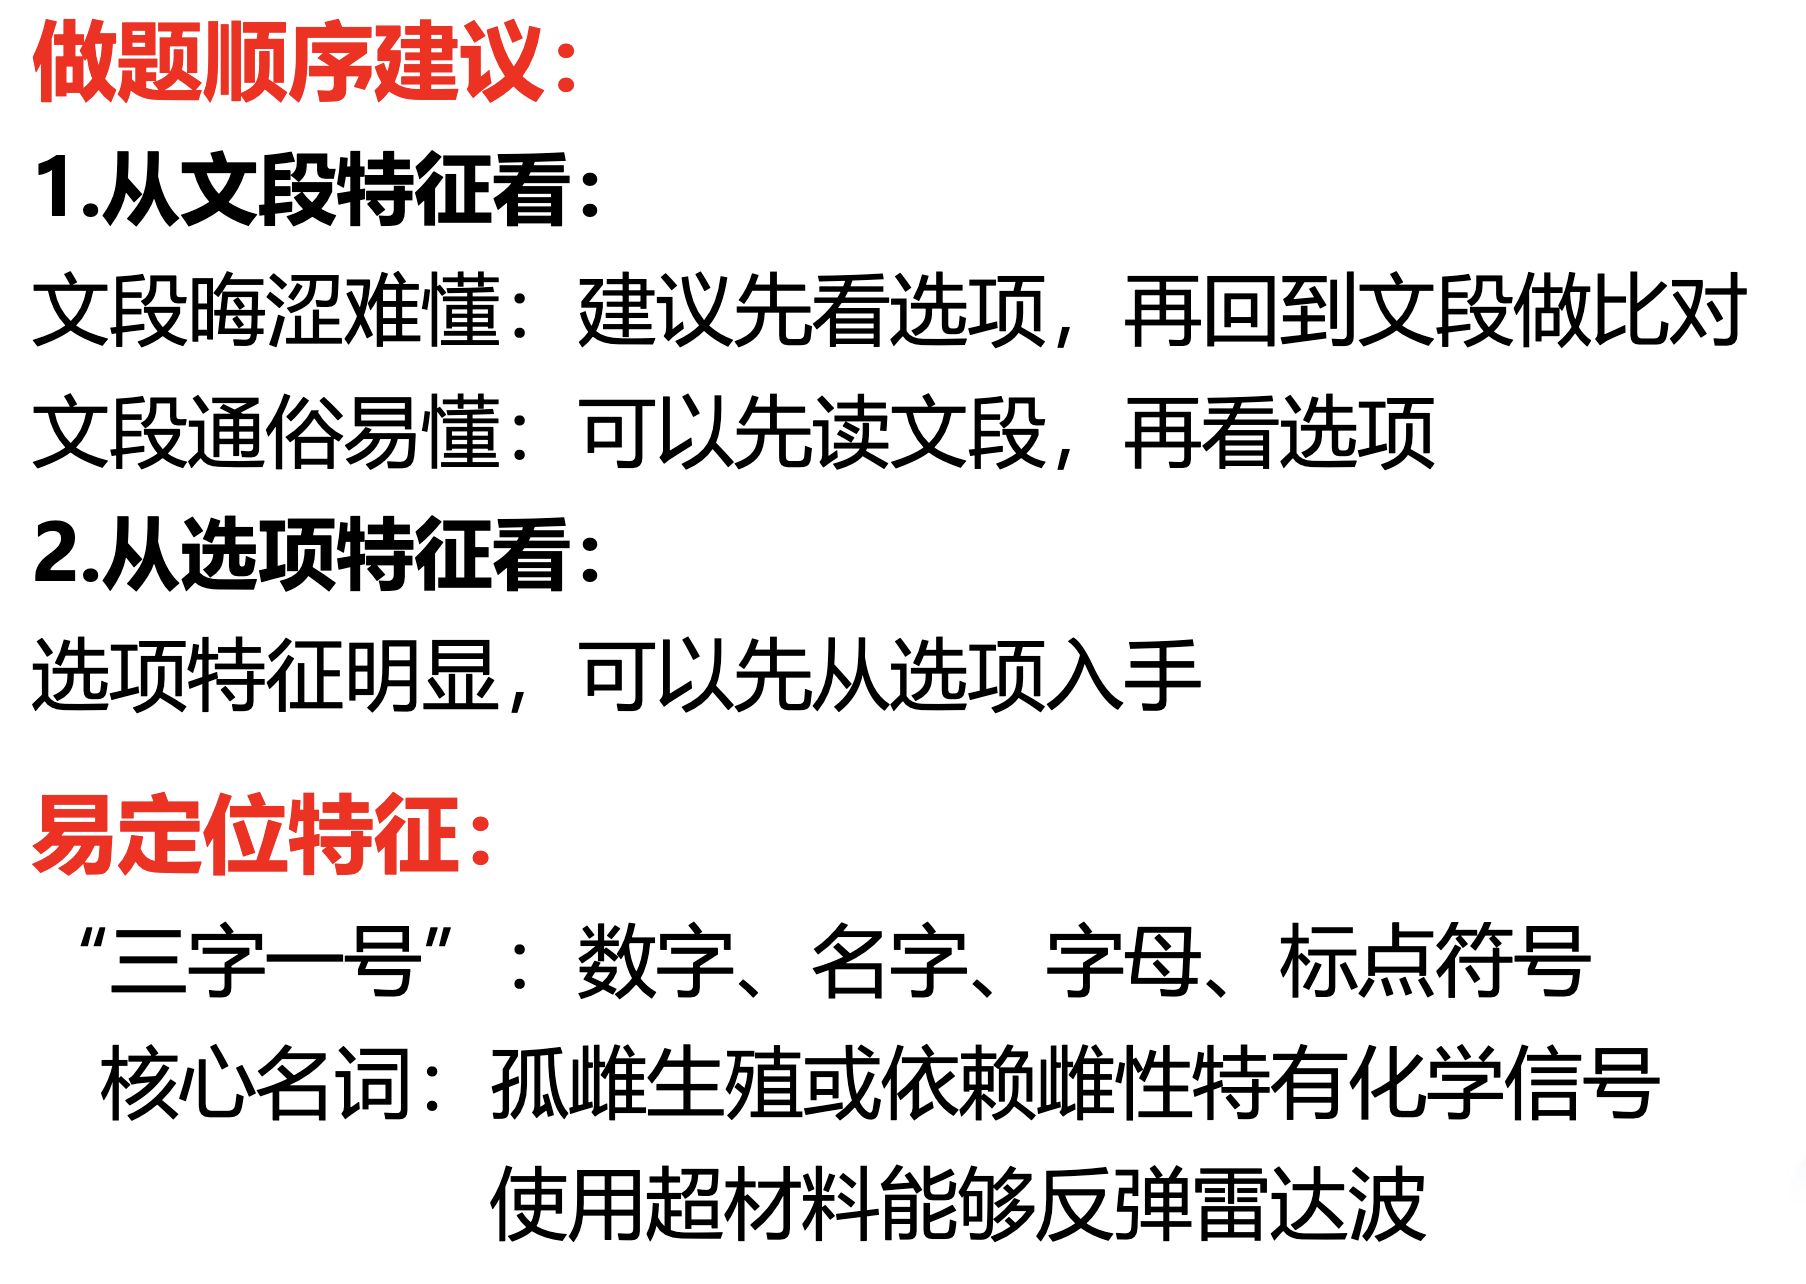 做题顺序建议：
1.从文段特征看：
文段晦涩难懂：建议先看选项，再回到文段做比对
文段通俗易懂：可以先读文段，再看选项
2.从选项特征看：
选项特征明显，可以先从选项入手
易定位特征：
“三字一号”：数字、名字、字母、标点符号
核心名词：孤雌生殖或依赖雌性特有化学信号
使用超材料能够反弹雷达波